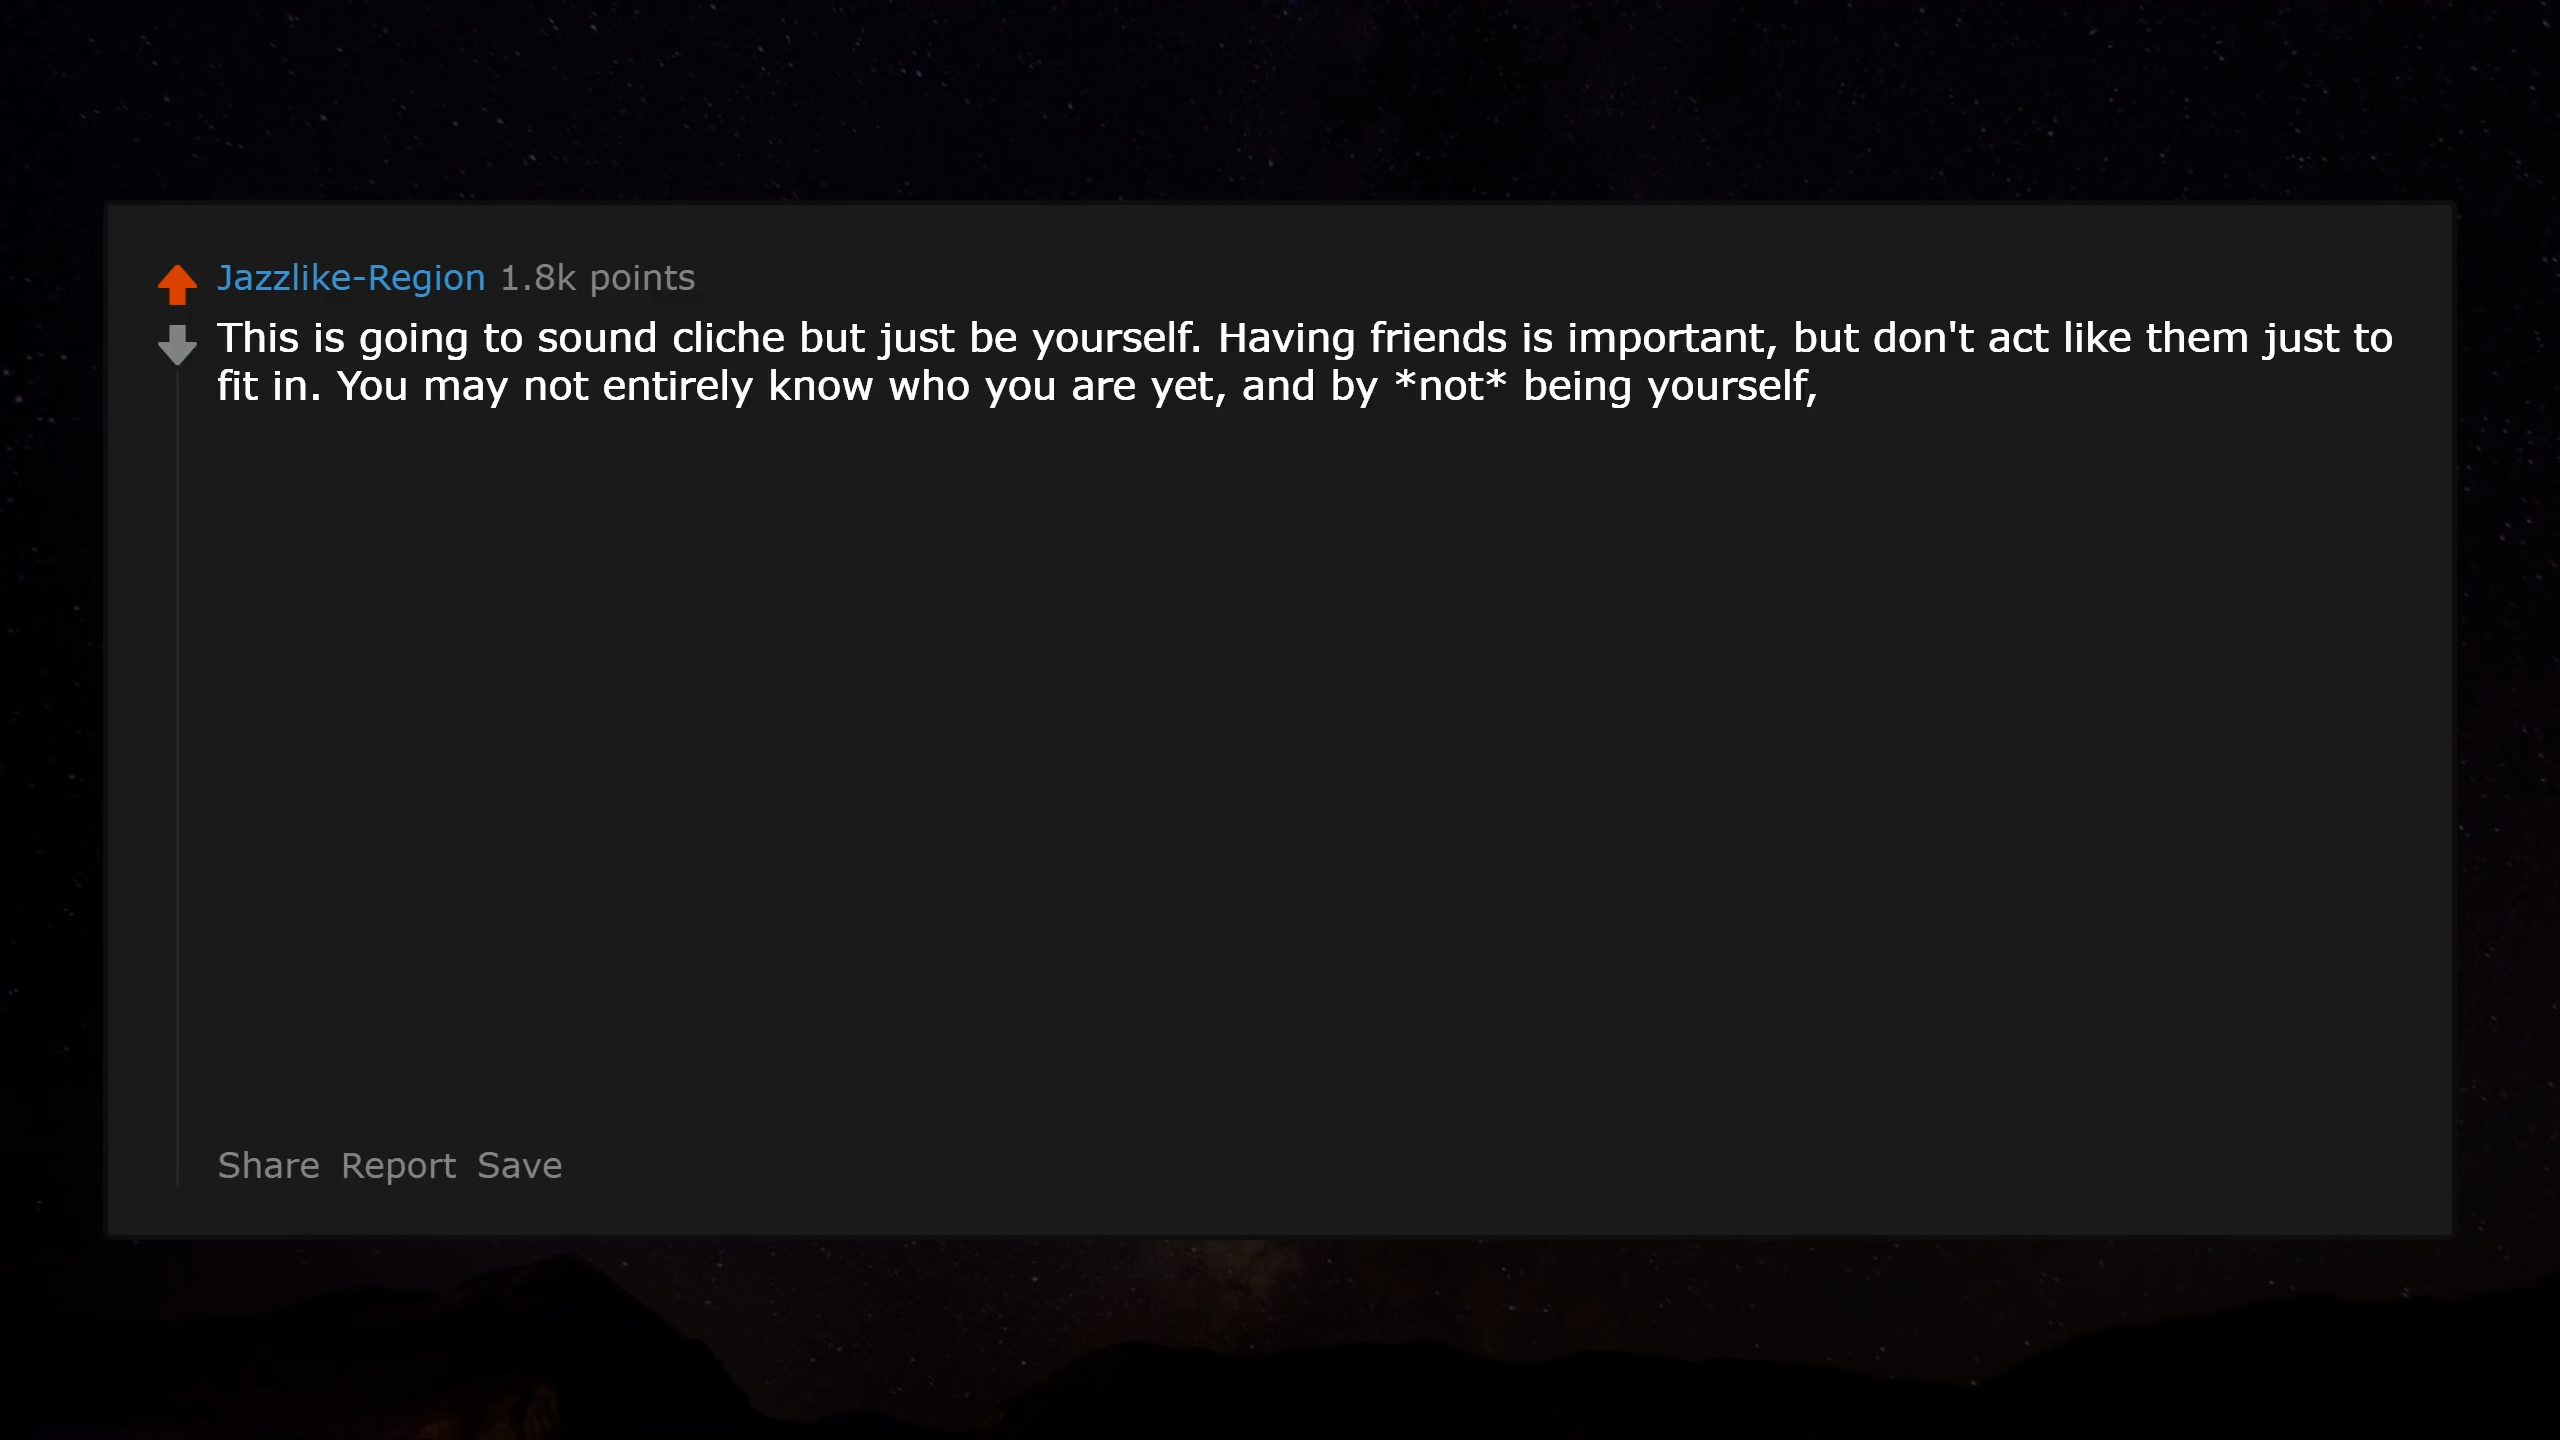 Jazzlike-Region 1.8k points
This is going to sound cliche but just be yourself. Having friends is important, but don't act like them just to
fit in. You may not entirely know who you are yet, and by *not* being yourself,
Share Report Save